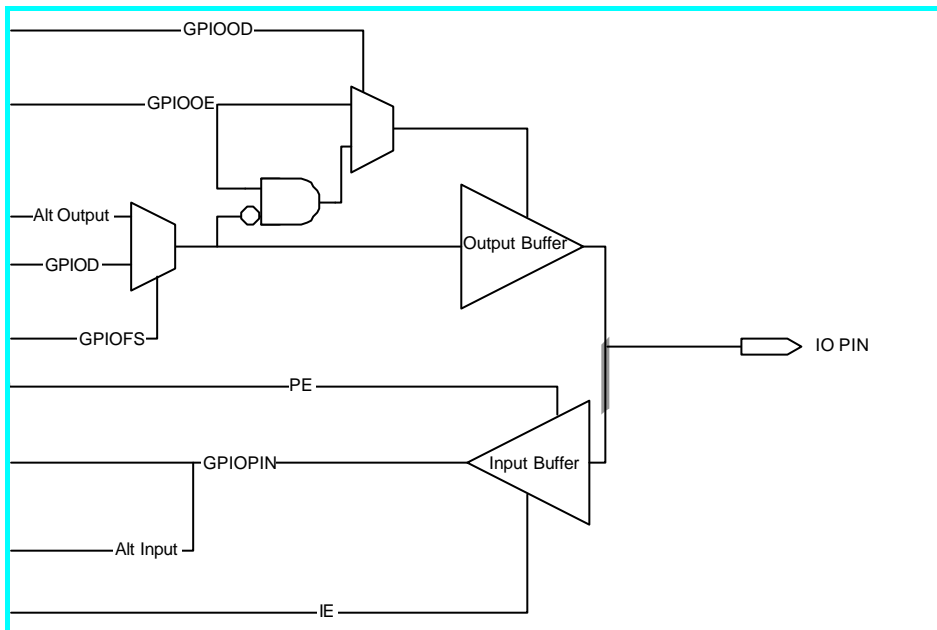 GPIOOD
GPIOOE
Alt Output
Output Buffer
GPIOD
GPIOFS
IO PIN
PE
GPIOPIN
Input Buffer
Alt Input
IE